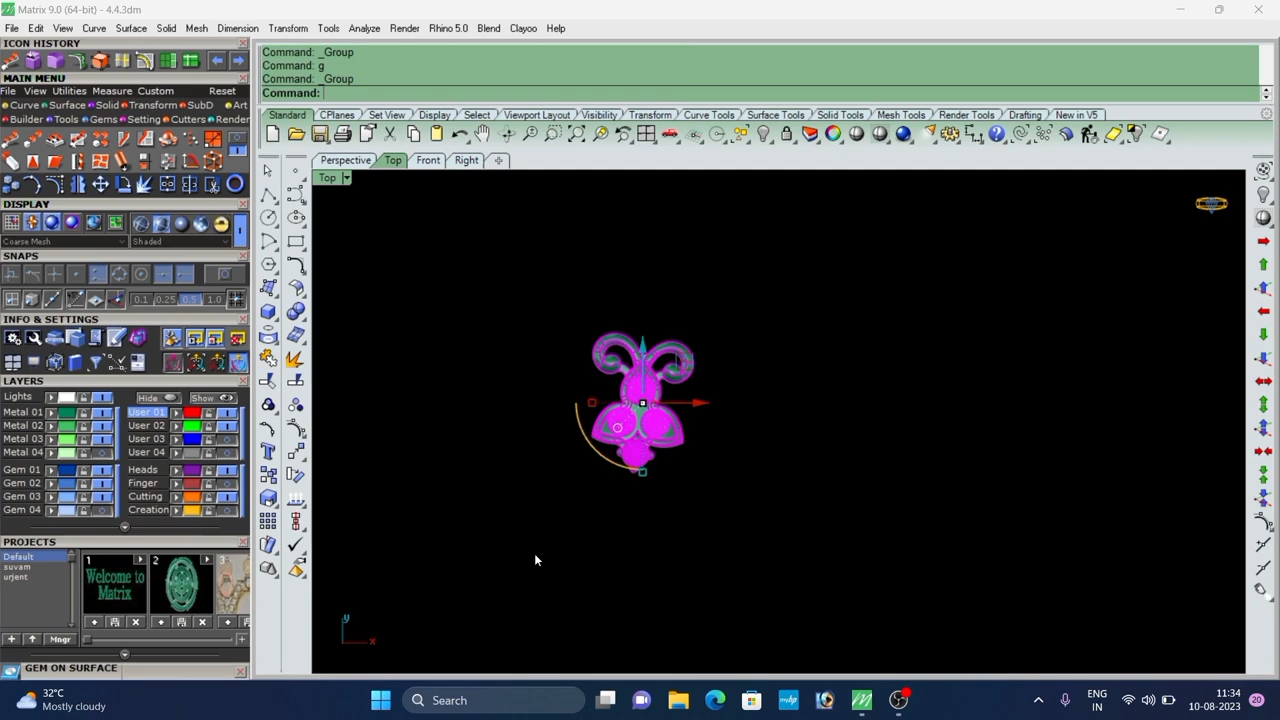 Matrix 9.0 (64-bit) - 4.4.3dm
File Edit View Curve Surface Solid Mesh Dimension Transform Tools Analyze Render Rhino 5.0 Blend Clayoo Help
ICON HISTORY
MAIN MENU
File View Utilities Measure Custom Reset
Curve Surface Solid Transform SubD Art
Builder Tools Gems Setting Cutters Render
DISPLAY
Coarse Mesh Shaded
SNAPS
0.1 0.25 0.5 1.0
INFO & SETTINGS
LAYERS
Lights Hide Show
Metal 01 User 01
Metal 02 User 02
Metal 03 User 03
Metal 04 User 04
Gem 01 Heads
Gem 02 Finger
Gem 03 Cutting
Gem 04 Creation
PROJECTS
Default
suvam
urjent
1 2 3
Welcome to
Matrix
Mngr
GEM ON SURFACE
Command: _Group
Command: g
Command: _Group
Command:
Standard CPlanes Set View Display Select Viewport Layout Visibility Transform Curve Tools Surface Tools Solid Tools Mesh Tools Render Tools Drafting New in V5
Perspective Top Front Right
Top
y
x
32°C
Mostly cloudy
Search
ENG
IN
11:34
10-08-2023
20